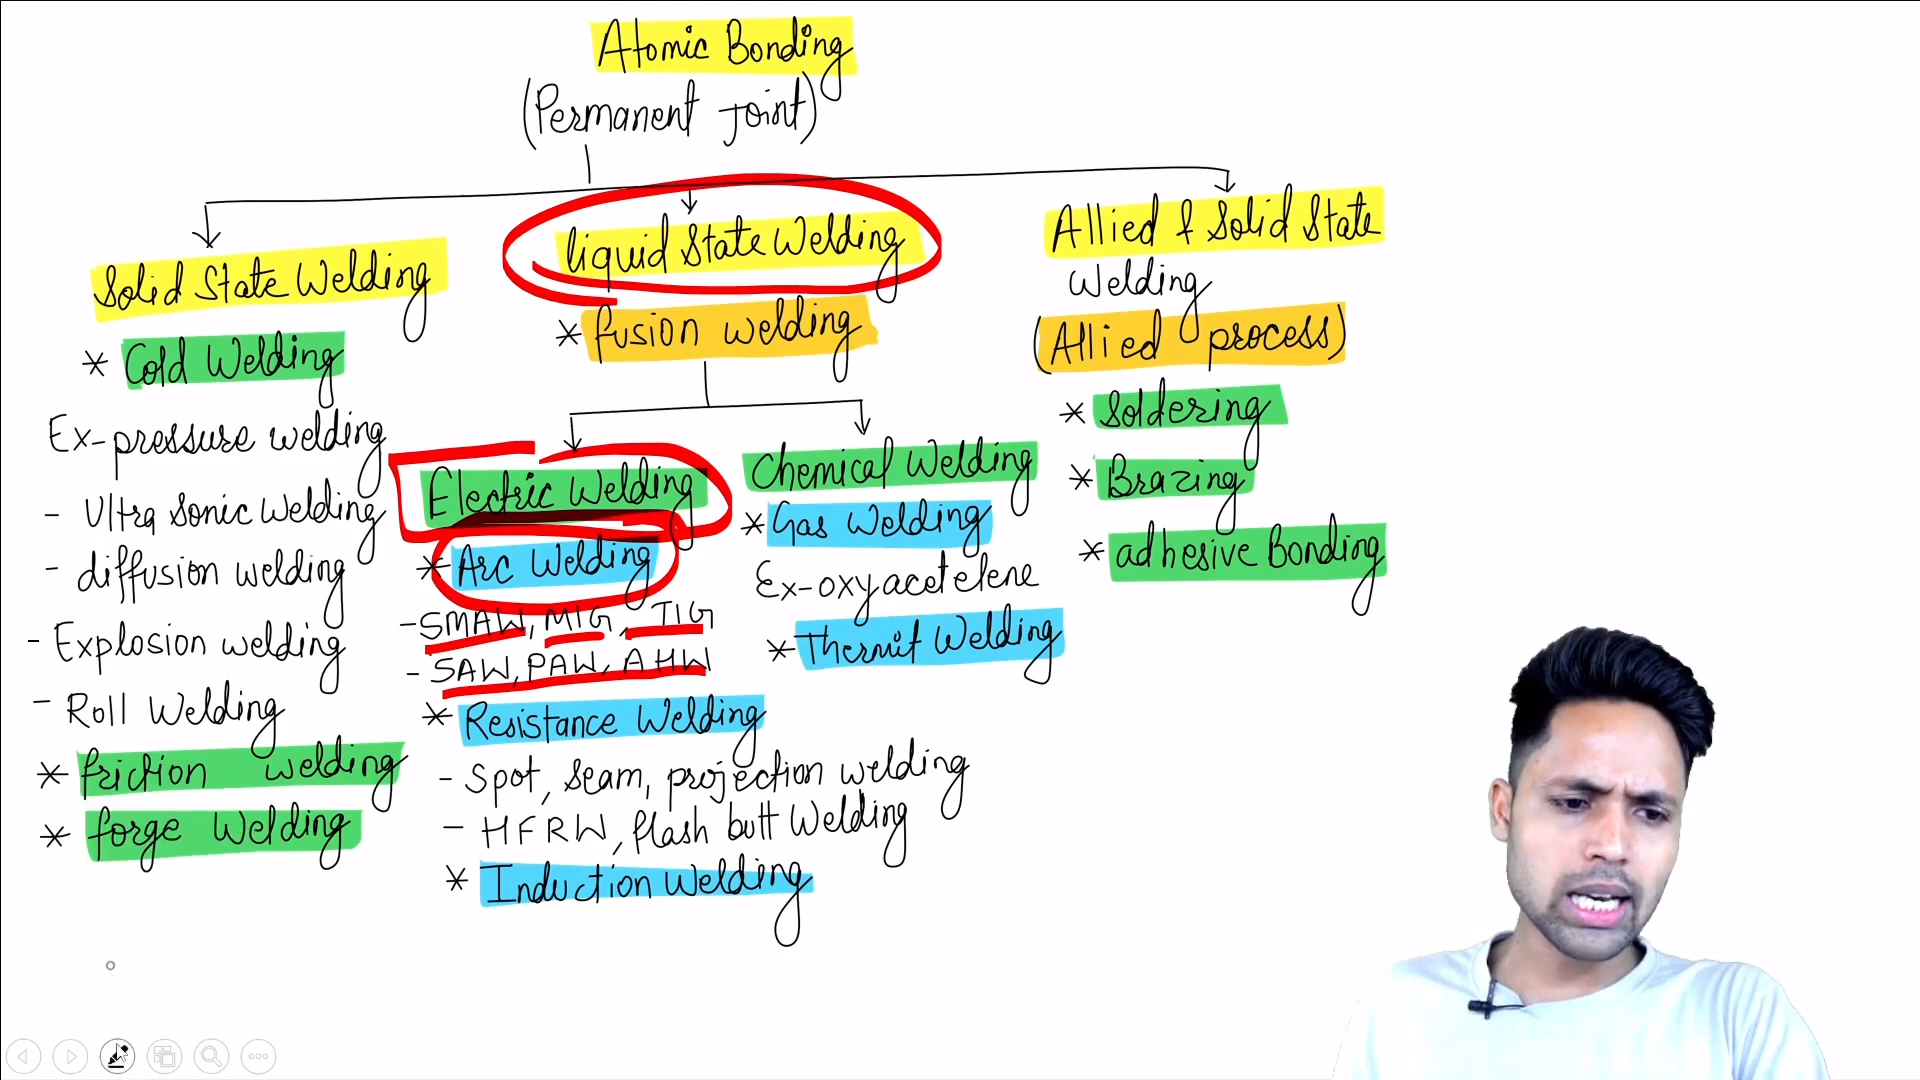 Atomic Bonding
(Permanent Joint)
Solid State Welding
* Cold Welding
Ex-pressure welding
- Ultra Sonic Welding
- diffusion welding
- Explosion welding
- Roll Welding
* friction welding
* forge Welding
liquid State Welding
* fusion welding
Electric Welding
* Arc Welding
- SMAW, MIG, TIG
- SAW, PAW, AHW
* Resistance Welding
- Spot, Seam, projection welding
- HFRW, flash butt Welding
* Induction Welding
Chemical Welding
* Gas Welding
Ex-oxyacetelene
* Thermit Welding
Allied & Solid State
Welding
(Allied process)
* Soldering
* Brazing
* adhesive Bonding